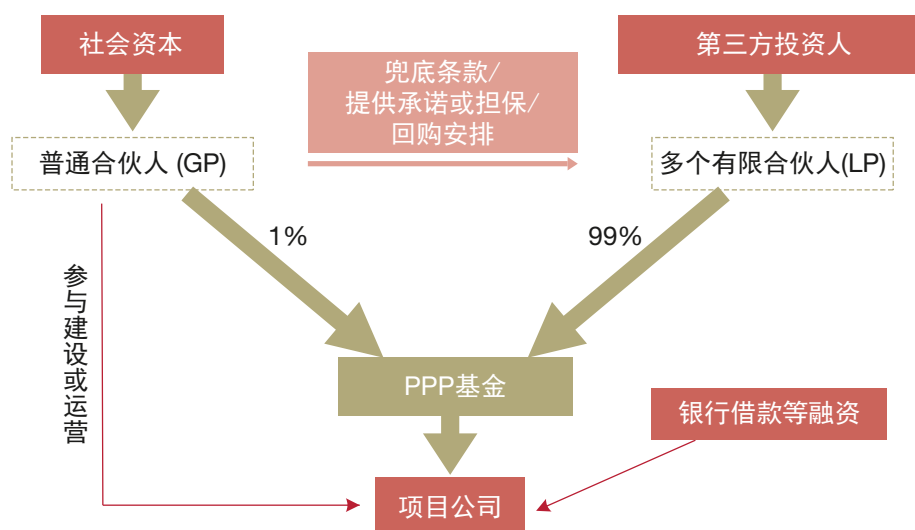 社会资本
第三方投资人
兜底条款/
提供承诺或担保/
回购安排
普通合伙人 (GP)
多个有限合伙人(LP)
1%
99%
参与建设或运营
PPP基金
银行借款等融资
项目公司